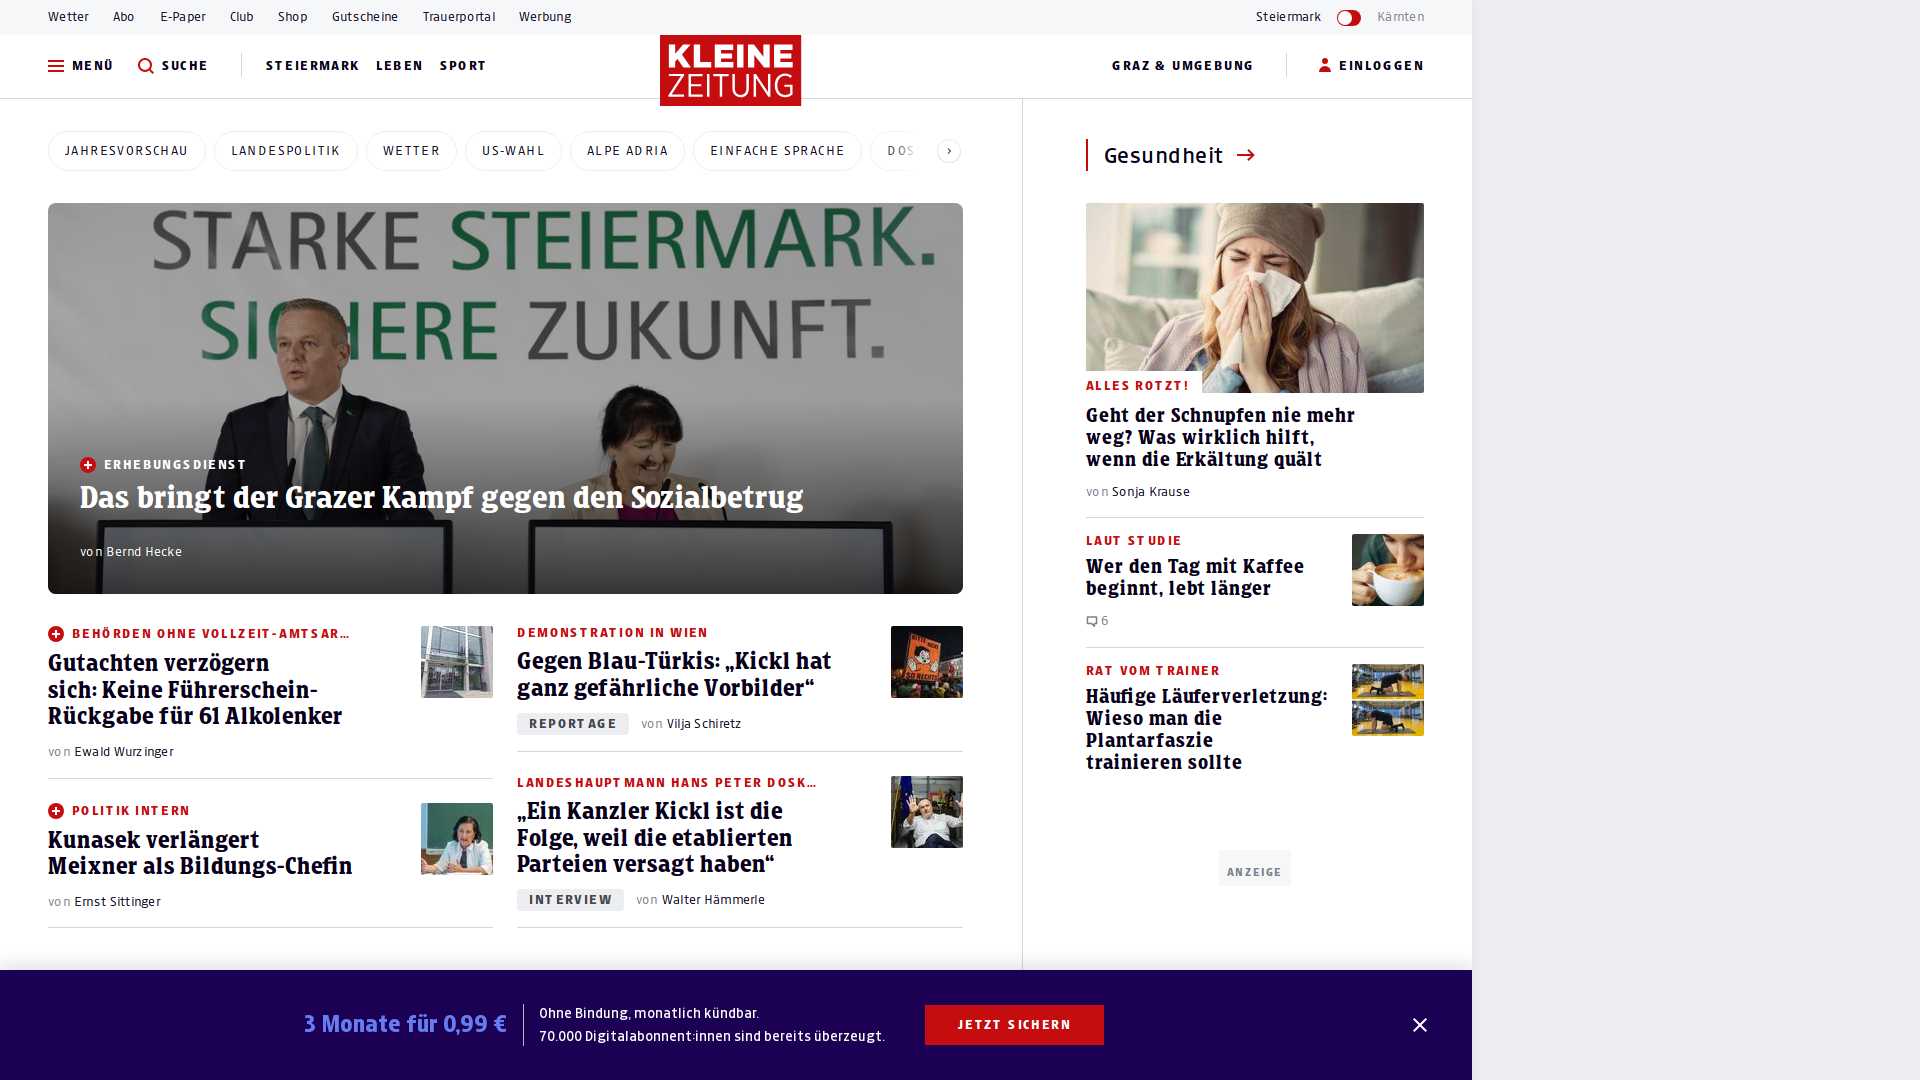 Wetter Abo E-Paper Club Shop Gutscheine Trauerportal Werbung
Steiermark Kärnten
MENÜ SUCHE STEIERMARK LEBEN SPORT
KLEINE
ZEITUNG
GRAZ & UMGEBUNG EINLOGGEN
JAHRESVORSCHAU LANDESPOLITIK WETTER US-WAHL ALPE ADRIA EINFACHE SPRACHE DOS
STARKE STEIERMARK.
SICHERE ZUKUNFT.
ERHEBUNGSDIENST
Das bringt der Grazer Kampf gegen den Sozialbetrug
von Bernd Hecke
BEHÖRDEN OHNE VOLLZEIT-AMTSAR…
Gutachten verzögern
sich: Keine Führerschein-
Rückgabe für 61 Alkolenker
von Ewald Wurzinger
POLITIK INTERN
Kunasek verlängert
Meixner als Bildungs-Chefin
von Ernst Sittinger
DEMONSTRATION IN WIEN
Gegen Blau-Türkis: „Kickl hat
ganz gefährliche Vorbilder“
REPORTAGE von Vilja Schiretz
LANDESHAUPTMANN HANS PETER DOSK…
„Ein Kanzler Kickl ist die
Folge, weil die etablierten
Parteien versagt haben“
INTERVIEW von Walter Hämmerle
Gesundheit
ALLES ROTZT!
Geht der Schnupfen nie mehr
weg? Was wirklich hilft,
wenn die Erkältung quält
von Sonja Krause
LAUT STUDIE
Wer den Tag mit Kaffee
beginnt, lebt länger
6
RAT VOM TRAINER
Häufige Läuferverletzung:
Wieso man die
Plantarfaszie
trainieren sollte
ANZEIGE
3 Monate für 0,99 €
Ohne Bindung, monatlich kündbar.
70.000 Digitalabonnent:innen sind bereits überzeugt.
JETZT SICHERN